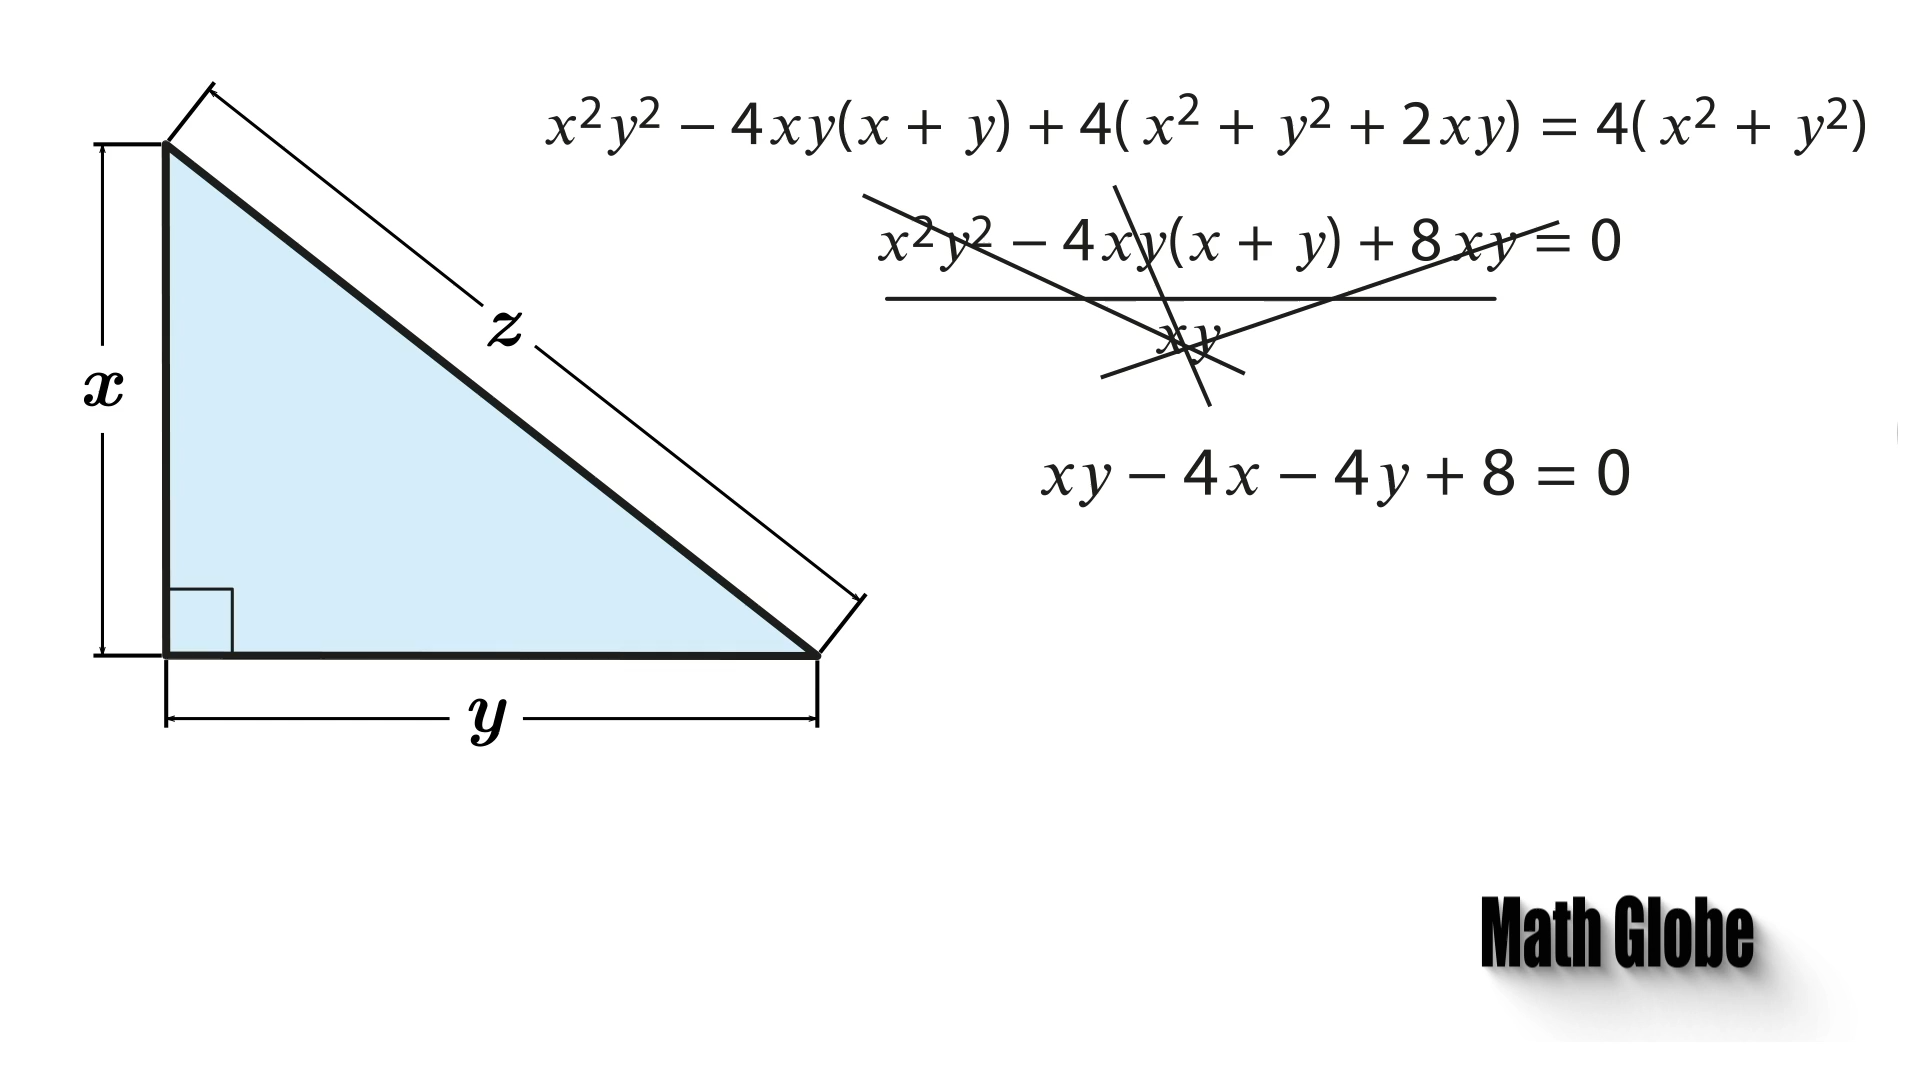 x²y² − 4xy(x + y) + 4(x² + y² + 2xy) = 4(x² + y²)
x²y² − 4xy(x + y) + 8xy = 0
xy
xy − 4x − 4y + 8 = 0
z
x
y
Math Globe